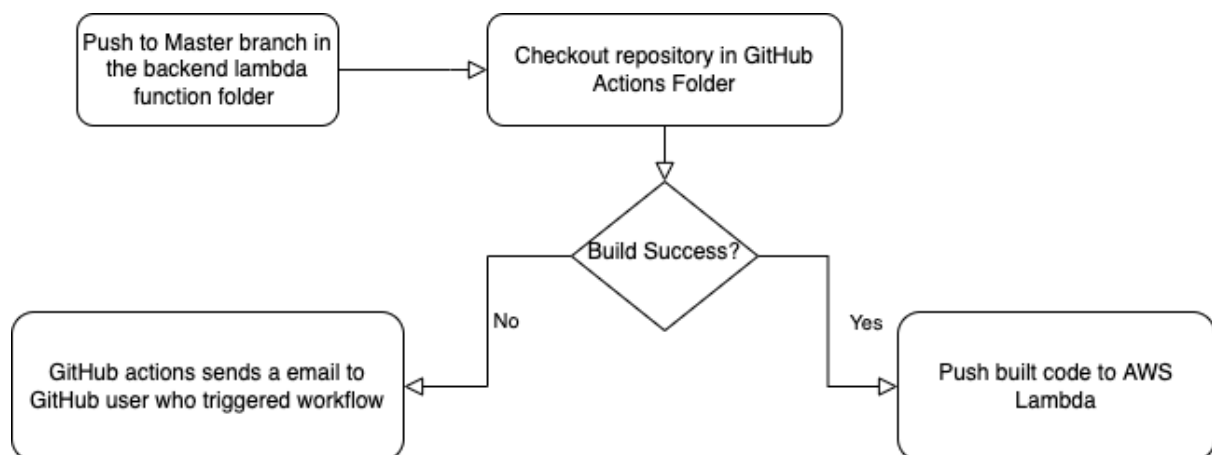 Push to Master branch in
the backend lambda
function folder
Checkout repository in GitHub
Actions Folder
Build Success?
No
Yes
GitHub actions sends a email to
GitHub user who triggered workflow
Push built code to AWS
Lambda